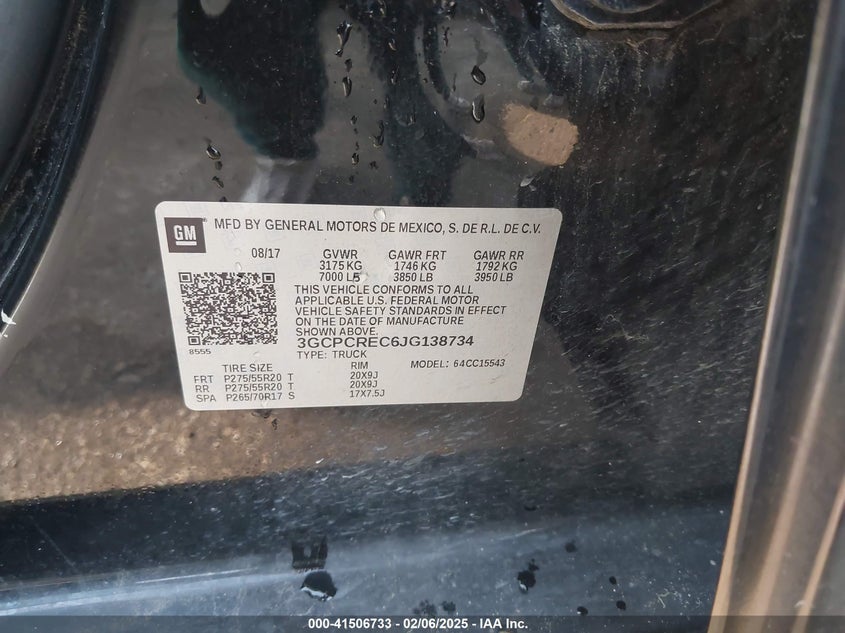 GM
MFD BY GENERAL MOTORS DE MEXICO, S. DE R.L. DE C.V.
08/17 GVWR GAWR FRT GAWR RR
3175 KG 1746 KG 1792 KG
7000 LB 3850 LB 3950 LB
THIS VEHICLE CONFORMS TO ALL
APPLICABLE U.S. FEDERAL MOTOR
VEHICLE SAFETY STANDARDS IN EFFECT
ON THE DATE OF MANUFACTURE
SHOWN ABOVE.
3GCPCREC6JG138734
8555
TYPE: TRUCK MODEL: 64CC15543
TIRE SIZE RIM
FRT P275/55R20 T 20X9J
RR P275/55R20 T 20X9J
SPA P265/70R17 S 17X7.5J
000-41506733 - 02/06/2025 - IAA Inc.